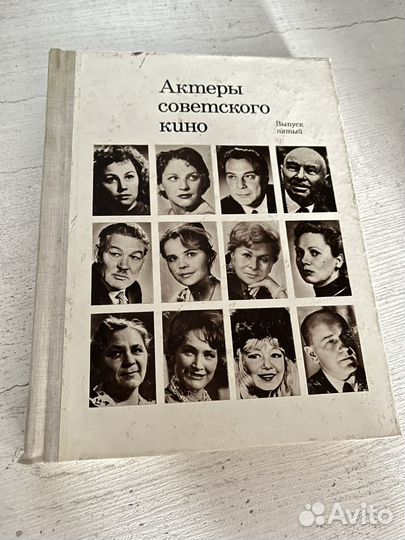 Актеры
советского
кино
Выпуск
пятый
Avito